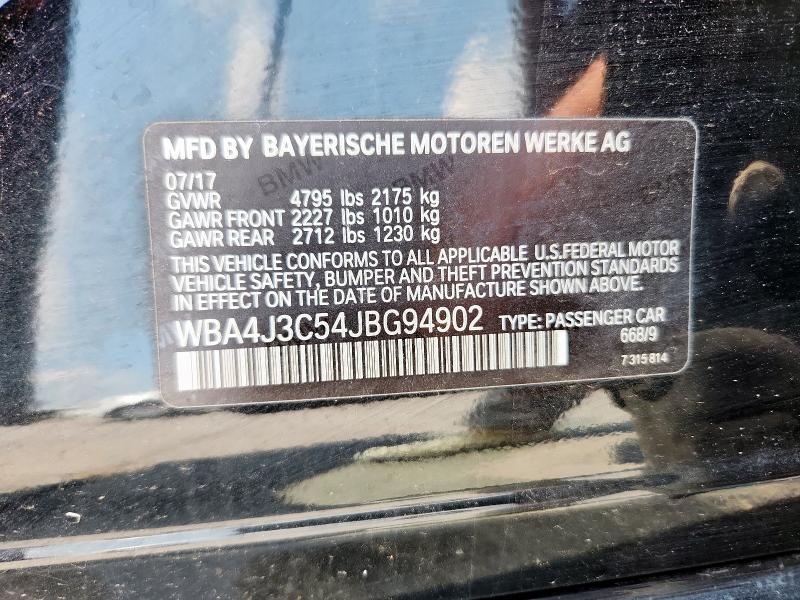 MFD BY BAYERISCHE MOTOREN WERKE AG
BMW BMW
07/17
GVWR 4795 lbs 2175 kg
GAWR FRONT 2227 lbs 1010 kg
GAWR REAR 2712 lbs 1230 kg
THIS VEHICLE CONFORMS TO ALL APPLICABLE U.S.FEDERAL MOTOR
VEHICLE SAFETY, BUMPER AND THEFT PREVENTION STANDARDS
IN EFFECT ON THE DATE OF MANUFACTURE SHOWN ABOVE.
WBA4J3C54JBG94902 TYPE: PASSENGER CAR
668/9
7 315 814